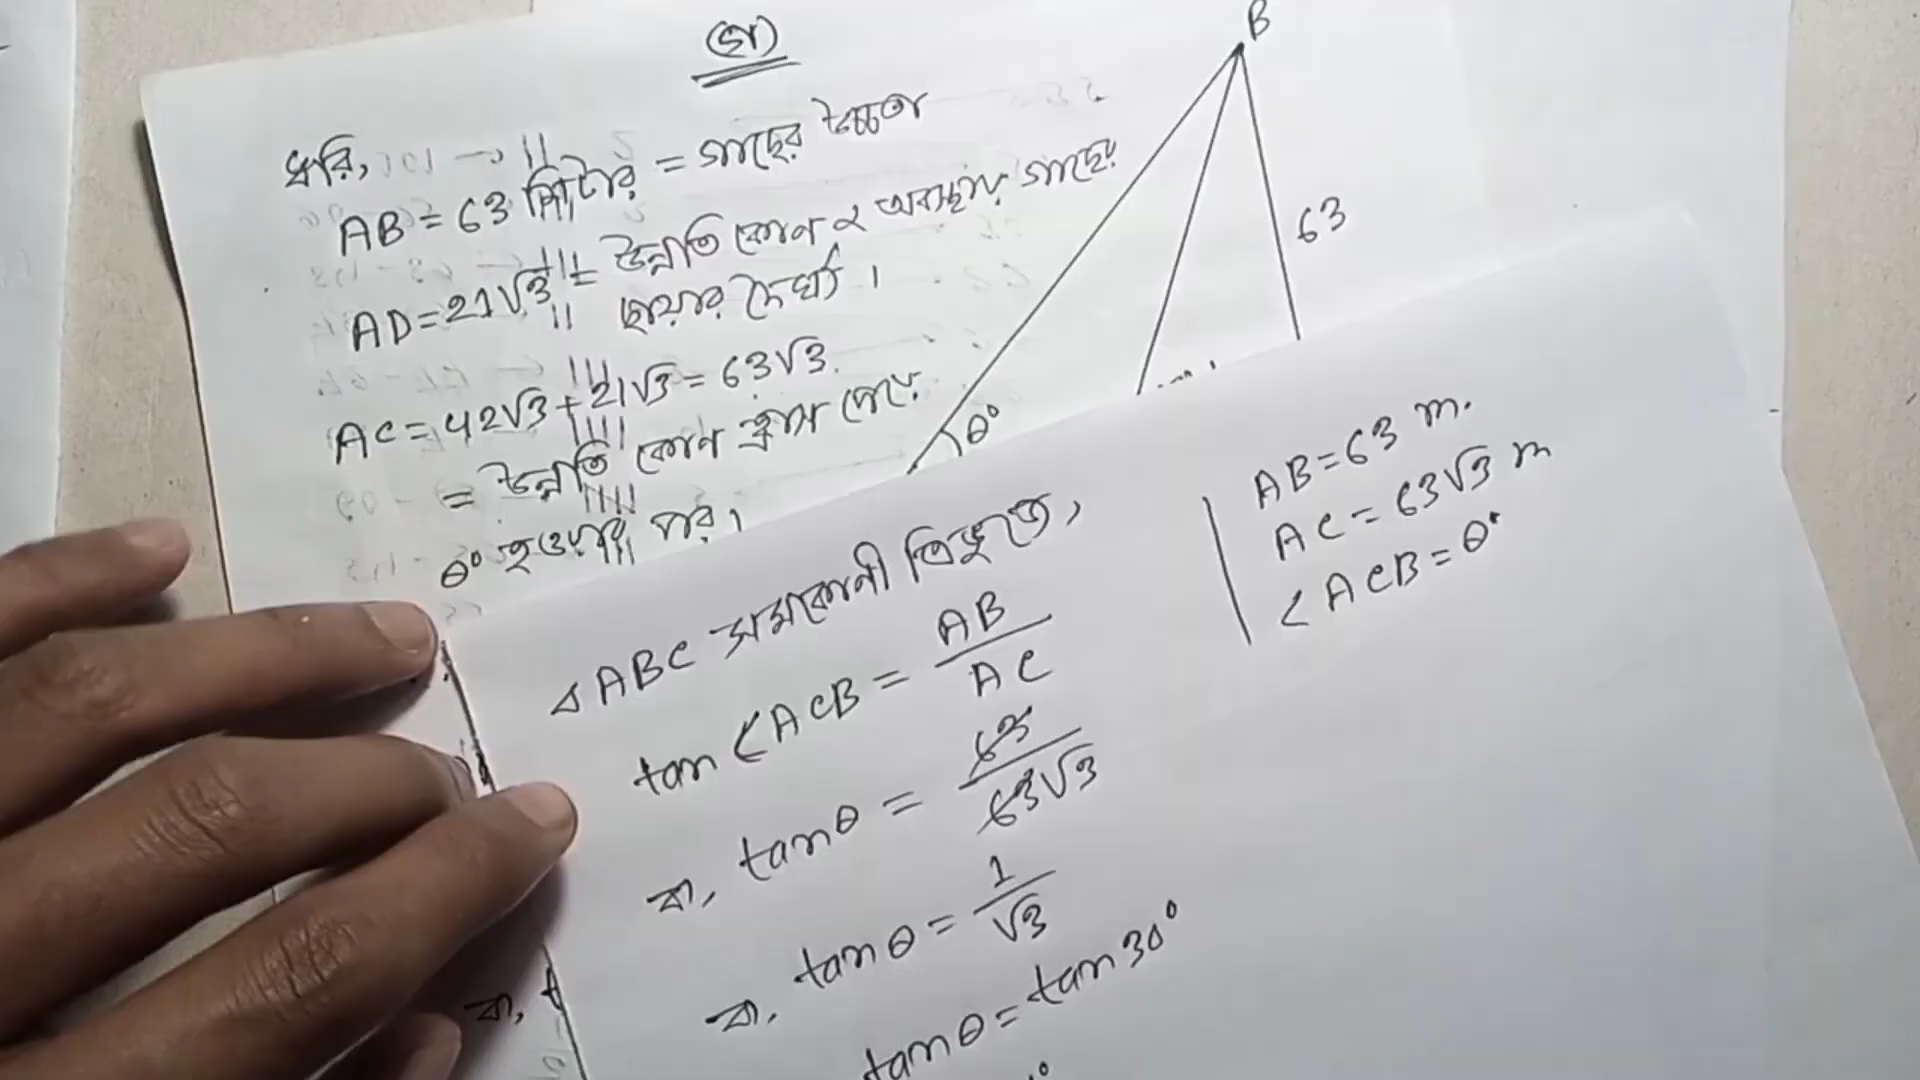 (গ)
ধরি,
AB = 63 মিটার = গাছের উচ্চতা
AD = 21√3 " = উন্নতি কোণ ২ অবস্থায় গাছের
ছায়ার দৈর্ঘ্য।
AC = 42√3 + 21√3 = 63√3
= উন্নতি কোণ হ্রাস পেয়ে
θ° হওয়ার পর।
B
63
θ°
△ABC সমকোণী ত্রিভুজে,
tan ∠ACB = AB/AC
বা, tanθ = 63/63√3
বা, tanθ = 1/√3
tanθ = tan30°
AB = 63 m.
AC = 63√3 m
∠ACB = θ°
বা, t